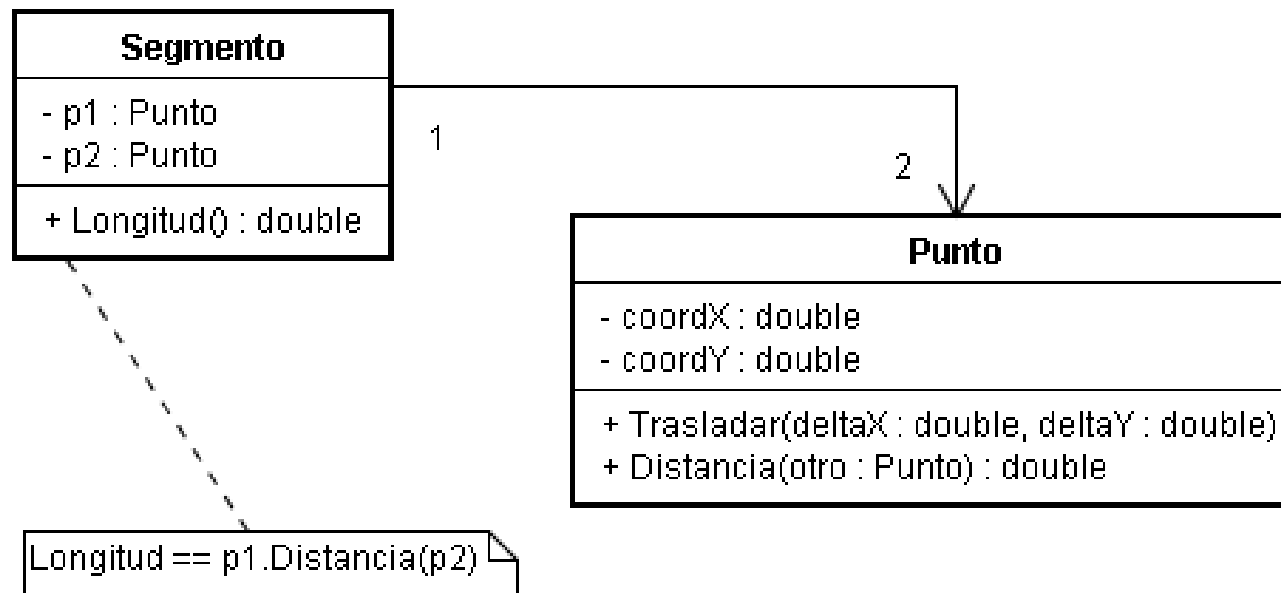 Segmento
- p1 : Punto
- p2 : Punto
+ Longitud() : double
1
2
Punto
- coordX : double
- coordY : double
+ Trasladar(deltaX : double, deltaY : double)
+ Distancia(otro : Punto) : double
Longitud == p1.Distancia(p2)